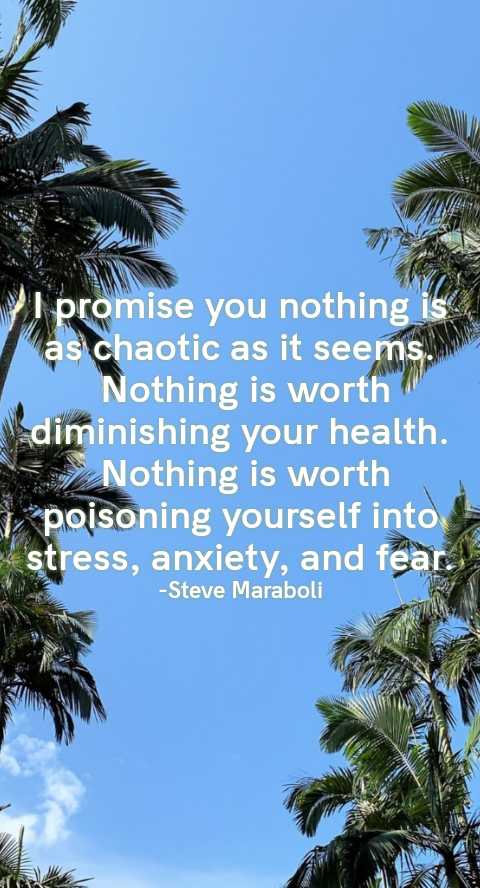 I promise you nothing is
as chaotic as it seems.
Nothing is worth
diminishing your health.
Nothing is worth
poisoning yourself into
stress, anxiety, and fear.
-Steve Maraboli